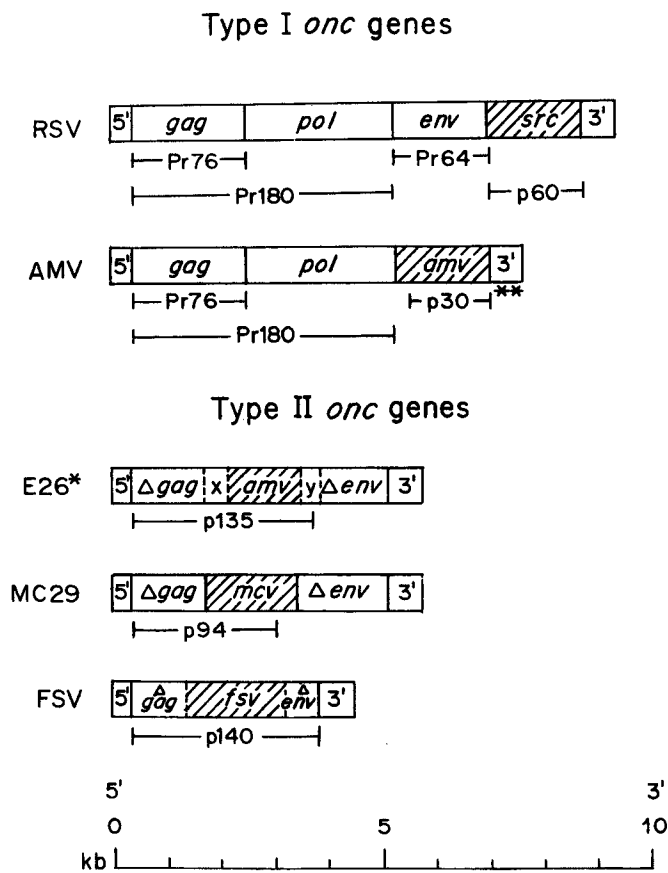 Type I onc genes
RSV 5' gag pol env src 3'
Pr76 Pr64
Pr180 p60
AMV 5' gag pol amv 3'
Pr76 p30 **
Pr180
Type II onc genes
E26* 5' Δgag x amv y Δenv 3'
p135
MC29 5' Δgag mcv Δenv 3'
p94
FSV 5' Δgag fsv Δenv 3'
p140
5' 3'
0 5 10
kb